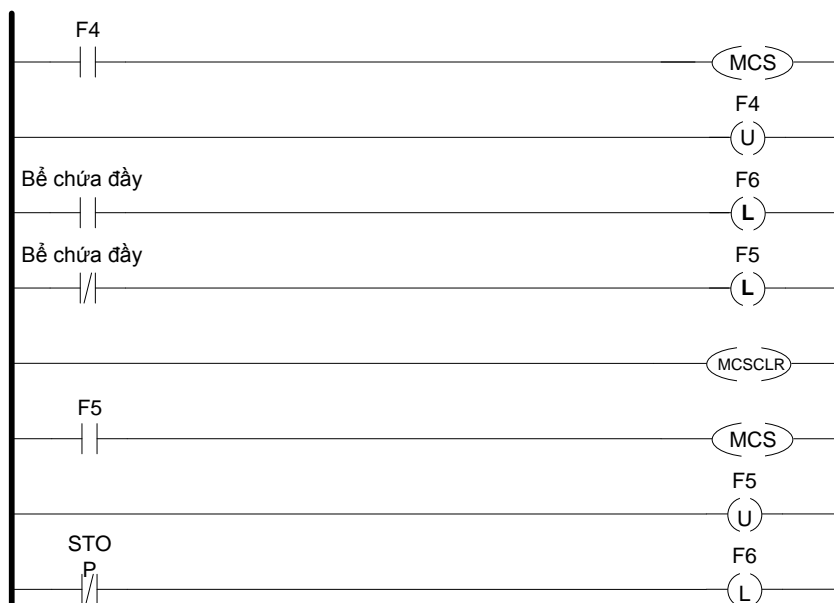 F4
MCS
F4
U
Bể chứa đầy
F6
L
Bể chứa đầy
F5
L
MCSCLR
F5
MCS
F5
U
STO
P
F6
L